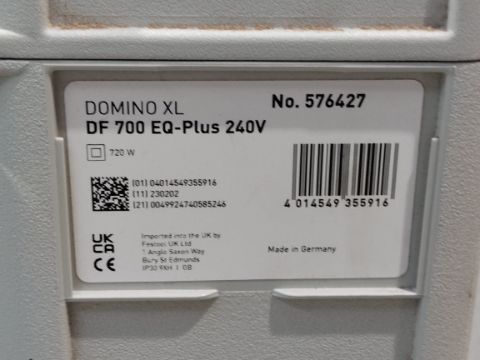 DOMINO XL
No. 576427
DF 700 EQ-Plus 240V
720 W
(01) 04014549355916
(11) 230202
(21) 0049924740585246
4 014549 355916
UK
CA
CE
Imported into the UK by
Festool UK Ltd
1 Anglo Saxon Way
Bury St Edmunds
IP30 9XH | GB
Made in Germany